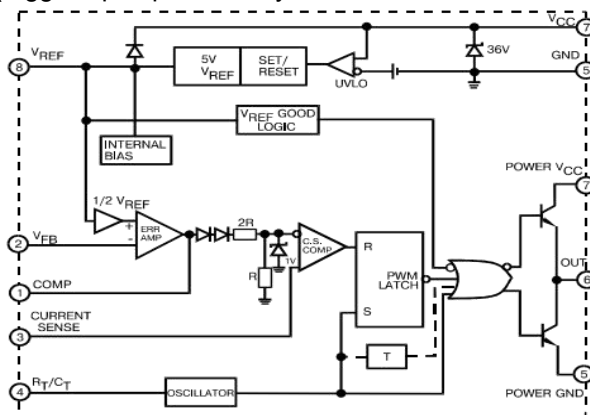 VCC
7
VREF
8
5V
VREF
SET/
RESET
UVLO
36V
GND
5
VREF GOOD
LOGIC
INTERNAL
BIAS
POWER VCC
7
1/2 VREF
+
-
ERR
AMP
2R
R
1V
C.S.
COMP
VFB
2
COMP
1
CURRENT
SENSE
3
R
S
PWM
LATCH
T
OUT
6
RT/CT
4
OSCILLATOR
5
POWER GND